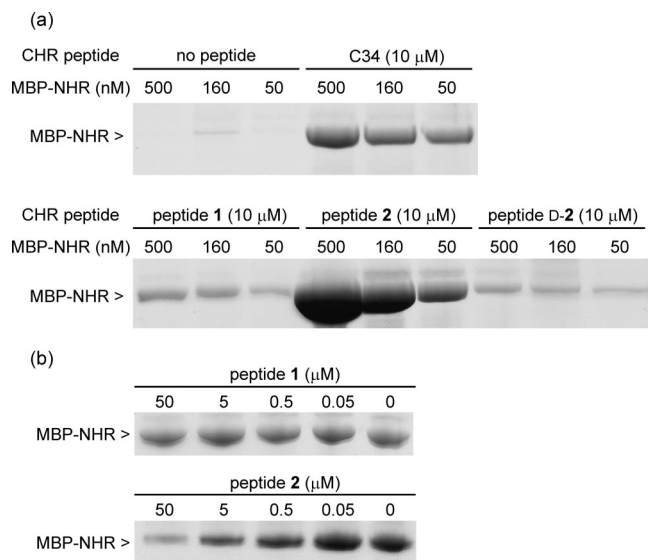 (a)
CHR peptide no peptide C34 (10 μM)
MBP-NHR (nM) 500 160 50 500 160 50
MBP-NHR >
CHR peptide peptide 1 (10 μM) peptide 2 (10 μM) peptide D-2 (10 μM)
MBP-NHR (nM) 500 160 50 500 160 50 500 160 50
MBP-NHR >
(b)
peptide 1 (μM)
50 5 0.5 0.05 0
MBP-NHR >
peptide 2 (μM)
50 5 0.5 0.05 0
MBP-NHR >